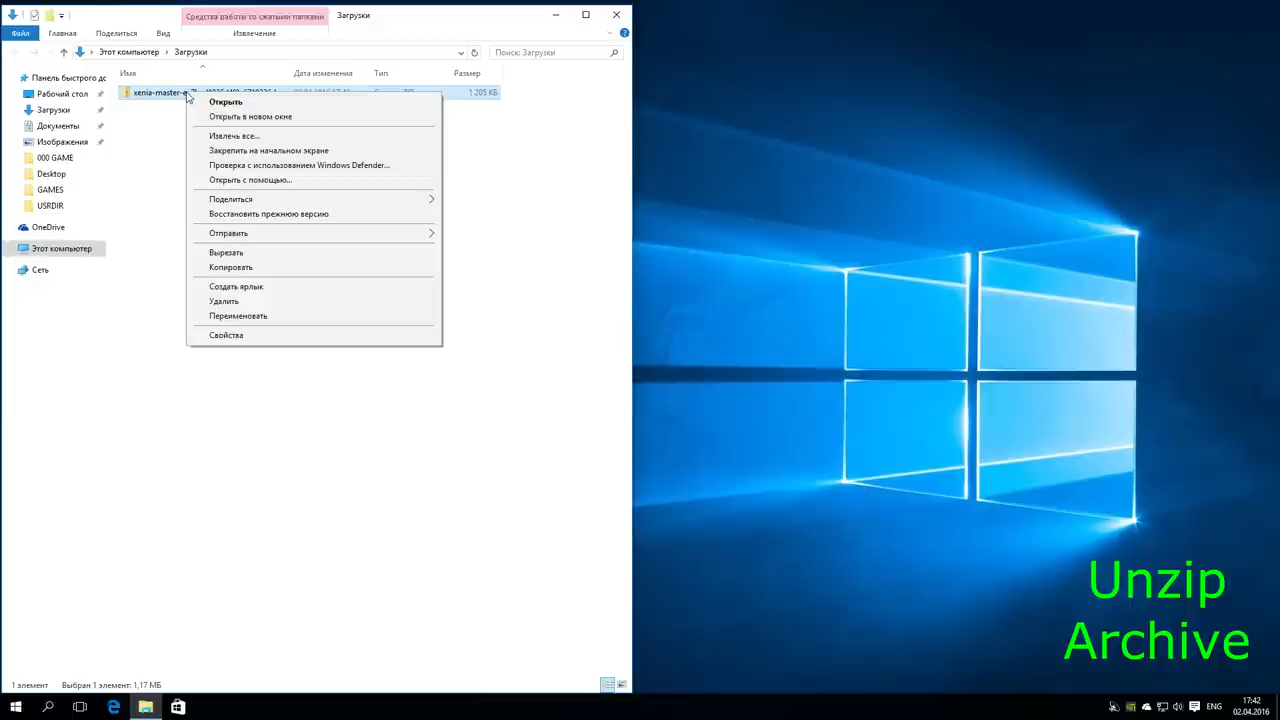 Средства работы со сжатыми папками
Загрузки
Файл
Главная
Поделиться
Вид
Извлечение
Этот компьютер
Загрузки
Поиск: Загрузки
Имя
Дата изменения
Тип
Размер
Панель быстрого дс
Рабочий стол
Загрузки
Документы
Изображения
000 GAME
Desktop
GAMES
USRDIR
OneDrive
Этот компьютер
Сеть
xenia-master-
1 205 КБ
Открыть
Открыть в новом окне
Извлечь все...
Закрепить на начальном экране
Проверка с использованием Windows Defender...
Открыть с помощью...
Поделиться
Восстановить прежнюю версию
Отправить
Вырезать
Копировать
Создать ярлык
Удалить
Переименовать
Свойства
Unzip
Archive
1 элемент
Выбран 1 элемент: 1,17 МБ
ENG
17:42
02.04.2016